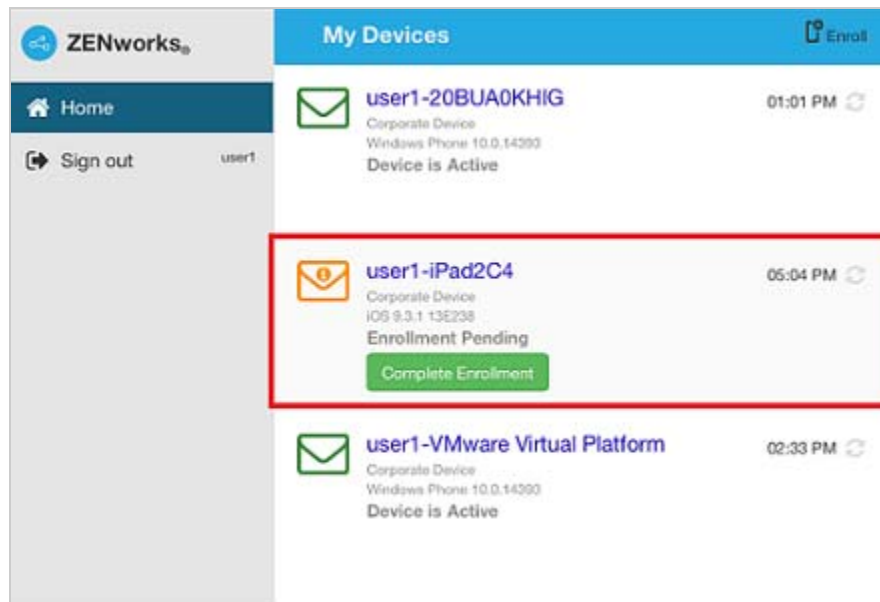 ZENworks®
My Devices
Enroll
Home
Sign out
user1
user1-20BUA0KHIG
01:01 PM
Corporate Device
Windows Phone 10.0.14393
Device is Active
user1-iPad2C4
05:04 PM
Corporate Device
iOS 9.3.1 13E238
Enrollment Pending
Complete Enrollment
user1-VMware Virtual Platform
02:33 PM
Corporate Device
Windows Phone 10.0.14393
Device is Active